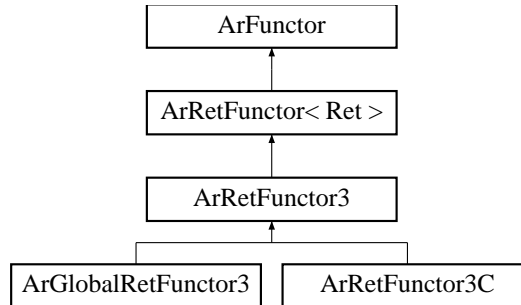 ArFunctor
ArRetFunctor< Ret >
ArRetFunctor3
ArGlobalRetFunctor3
ArRetFunctor3C